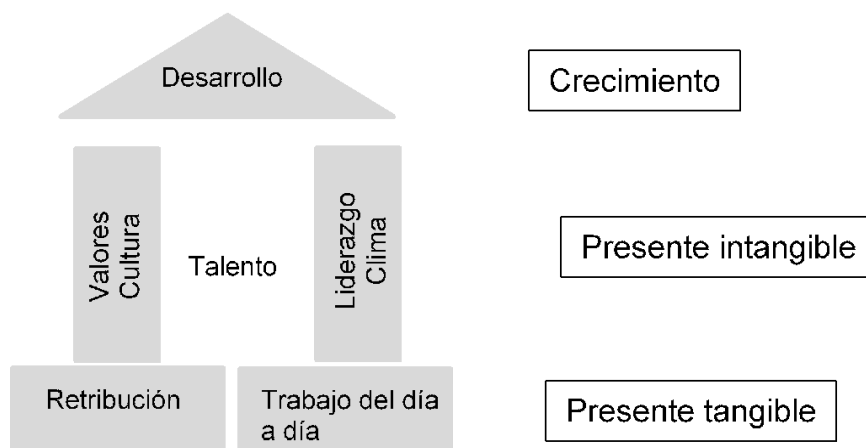 Desarrollo
Crecimiento
Valores
Cultura
Talento
Liderazgo
Clima
Presente intangible
Retribución
Trabajo del día
a día
Presente tangible